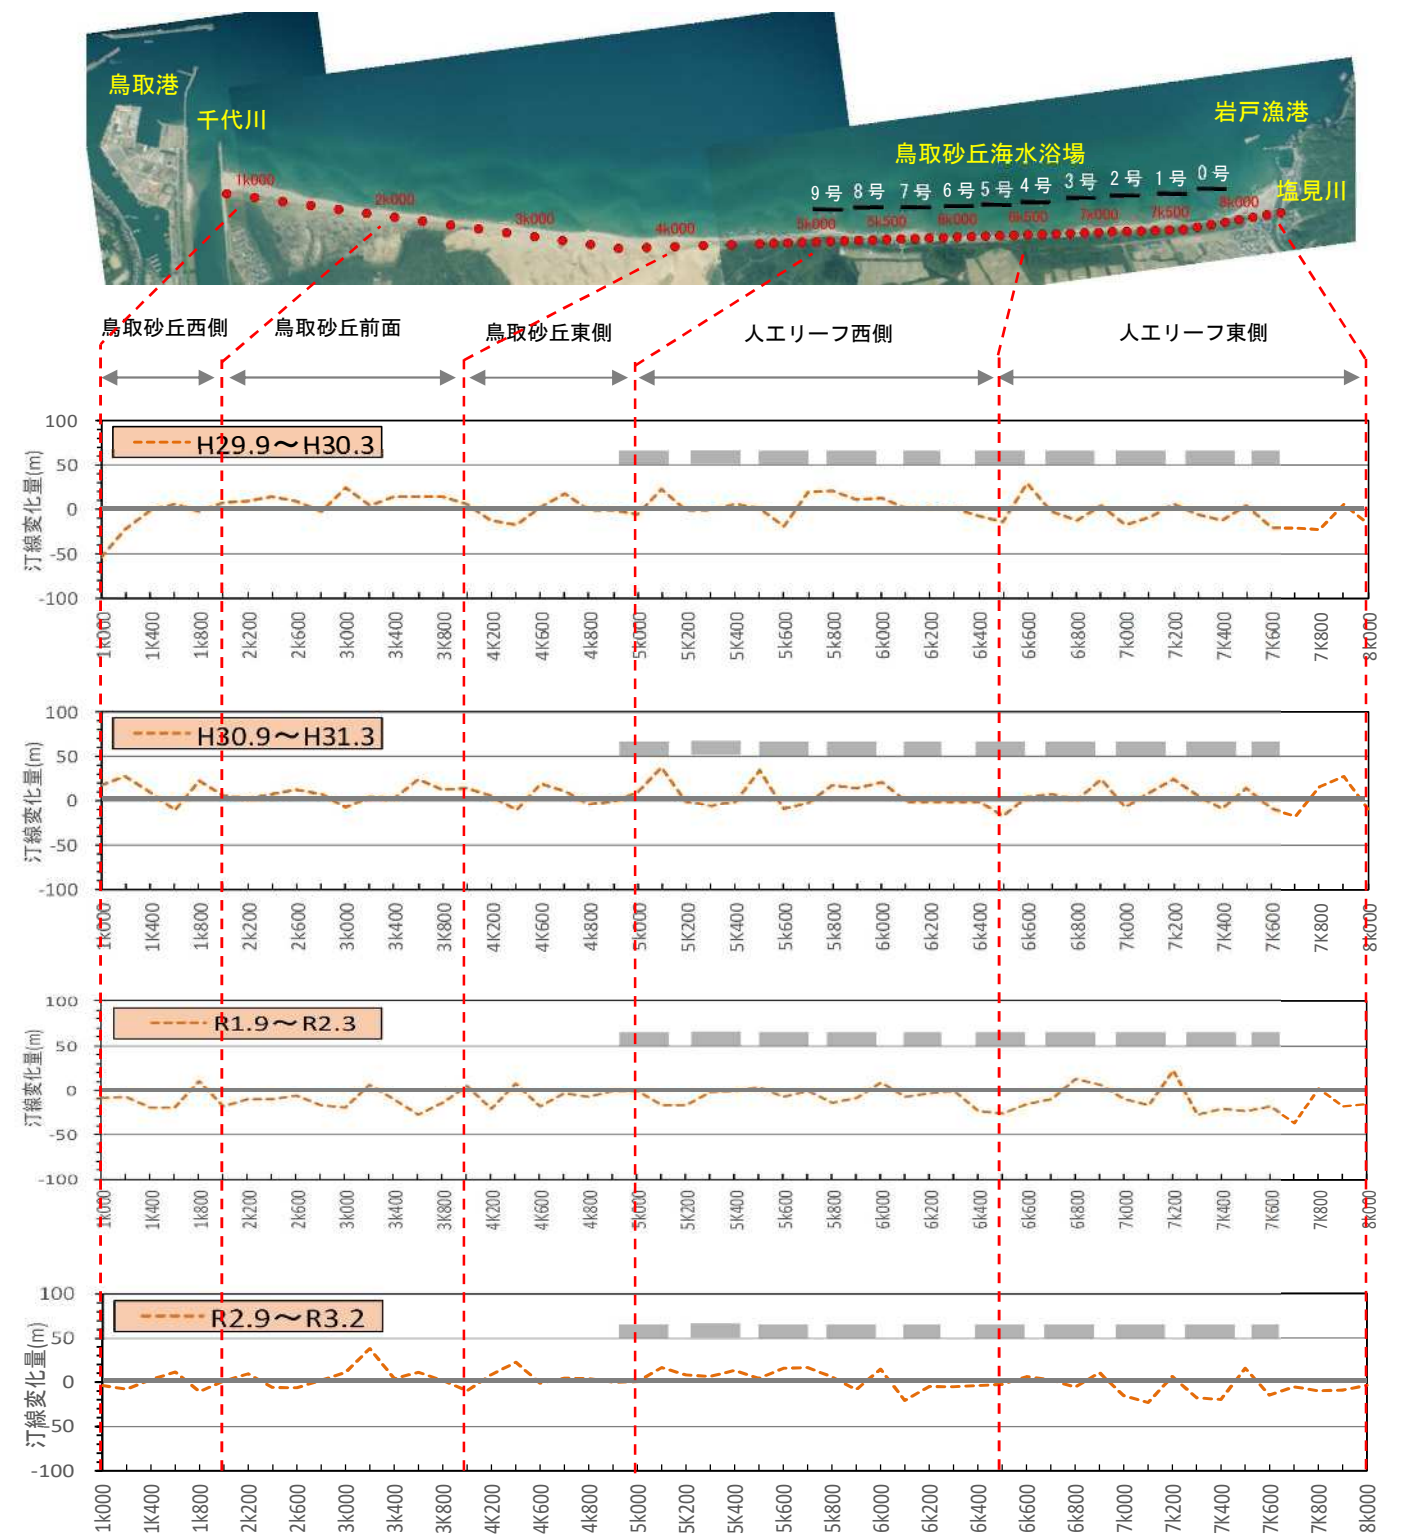 鳥取港
千代川
岩戸漁港
鳥取砂丘海水浴場
塩見川
9号 8号 7号 6号 5号 4号 3号 2号 1号 0号
1k000 2k000 3k000 4k000 5k000 5k500 6k000 6k500 7k000 7k500 8k000
鳥取砂丘西側 鳥取砂丘前面 鳥取砂丘東側 人工リーフ西側 人工リーフ東側
汀線変化量(m)
100
50
0
-50
-100
H29.9～H30.3
1k000 1K400 1k800 2k200 2k600 3k000 3k400 3K800 4K200 4K600 4k800 5k000 5K200 5K400 5k600 5k800 6k000 6k200 6k400 6k600 6k800 7k000 7k200 7K400 7K600 7K800 8k000
汀線変化量(m)
100
50
0
-50
-100
H30.9～H31.3
1k000 1K400 1k800 2k200 2k600 3k000 3k400 3K800 4K200 4K600 4k800 5k000 5K200 5K400 5k600 5k800 6k000 6k200 6k400 6k600 6k800 7k000 7k200 7K400 7K600 7K800 8k000
汀線変化量(m)
100
50
0
-50
-100
R1.9～R2.3
1k000 1K400 1k800 2k200 2k600 3k000 3k400 3K800 4K200 4K600 4k800 5k000 5K200 5K400 5k600 5k800 6k000 6k200 6k400 6k600 6k800 7k000 7k200 7K400 7K600 7K800 8k000
汀線変化量(m)
100
50
0
-50
-100
R2.9～R3.2
1k000 1K400 1k800 2k200 2k600 3k000 3k400 3K800 4K200 4K600 4k800 5k000 5K200 5K400 5k600 5k800 6k000 6k200 6k400 6k600 6k800 7k000 7k200 7K400 7K600 7K800 8k000